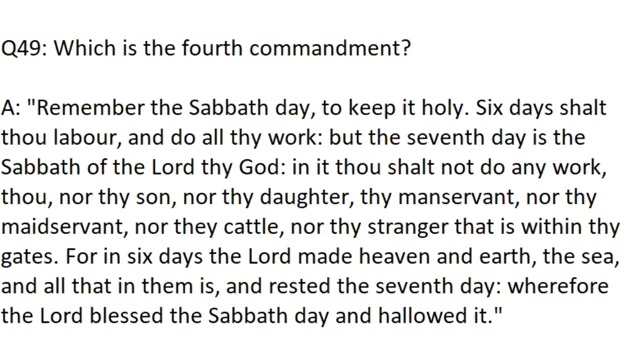 Q49: Which is the fourth commandment?
A: "Remember the Sabbath day, to keep it holy. Six days shalt
thou labour, and do all thy work: but the seventh day is the
Sabbath of the Lord thy God: in it thou shalt not do any work,
thou, nor thy son, nor thy daughter, thy manservant, nor thy
maidservant, nor they cattle, nor thy stranger that is within thy
gates. For in six days the Lord made heaven and earth, the sea,
and all that in them is, and rested the seventh day: wherefore
the Lord blessed the Sabbath day and hallowed it."